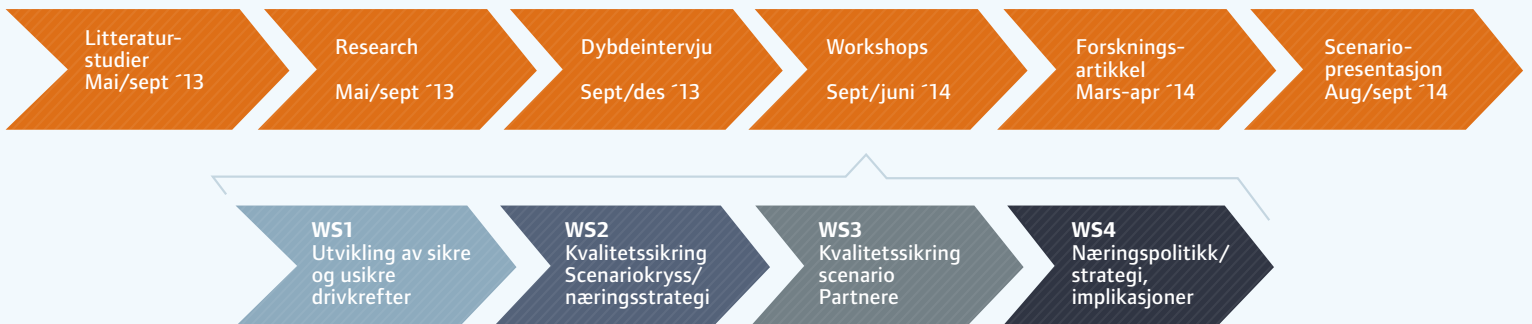 Litteratur-
studier
Mai/sept ´13
Research
Mai/sept ´13
Dybdeintervju
Sept/des ´13
Workshops
Sept/juni ´14
Forsknings-
artikkel
Mars-apr ´14
Scenario-
presentasjon
Aug/sept ´14
WS1
Utvikling av sikre
og usikre
drivkrefter
WS2
Kvalitetssikring
Scenariokryss/
næringsstrategi
WS3
Kvalitetssikring
scenario
Partnere
WS4
Næringspolitikk/
strategi,
implikasjoner